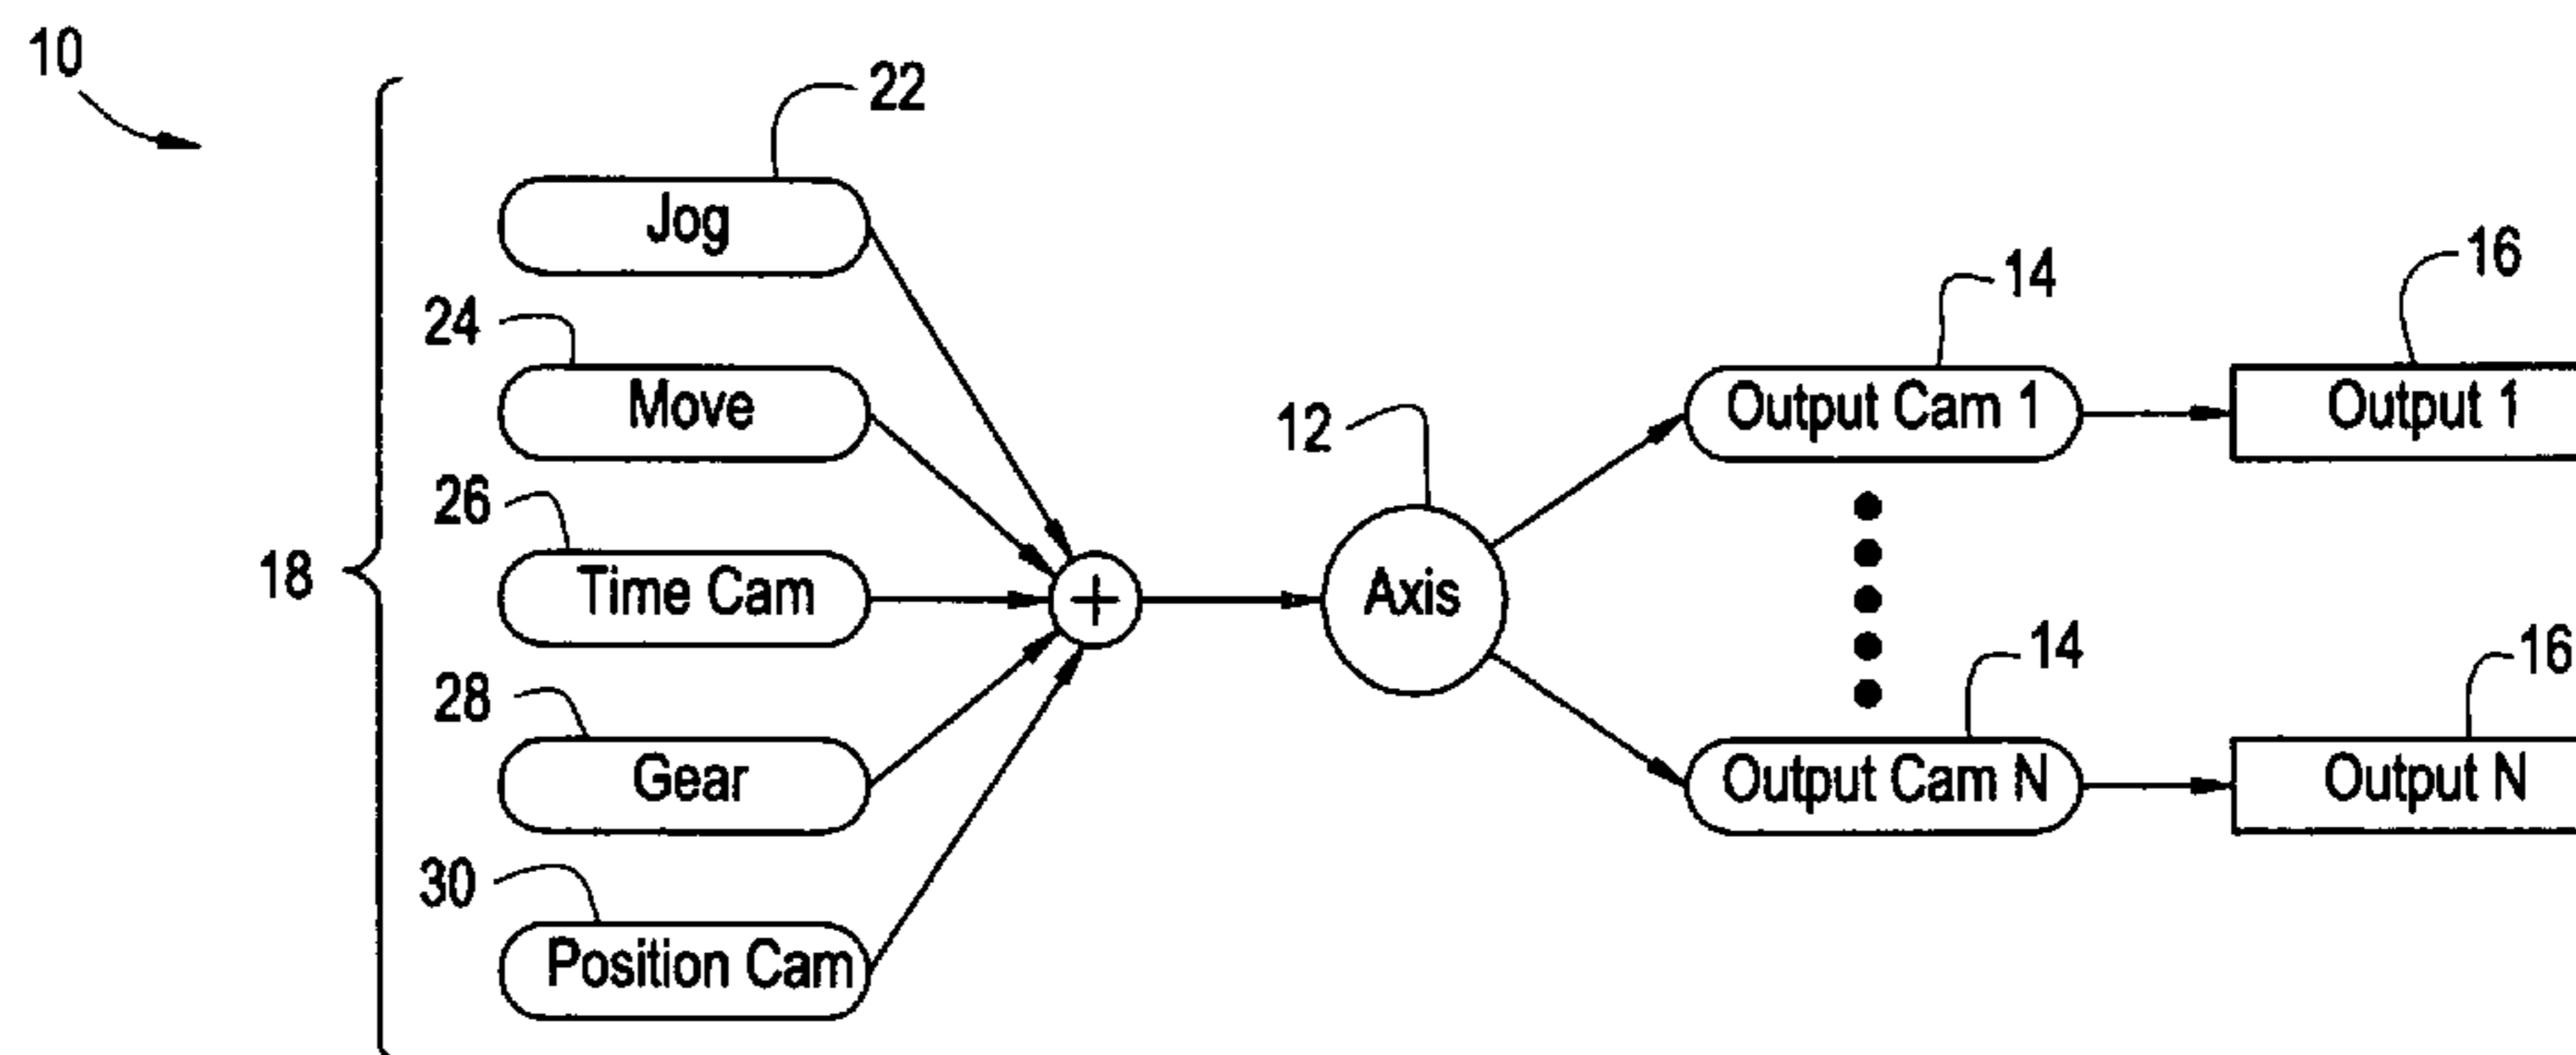 10
22
Jog
24
Move
26
Time Cam
18
28
Gear
30
Position Cam
+
12
Axis
14
Output Cam 1
16
Output 1
14
Output Cam N
16
Output N